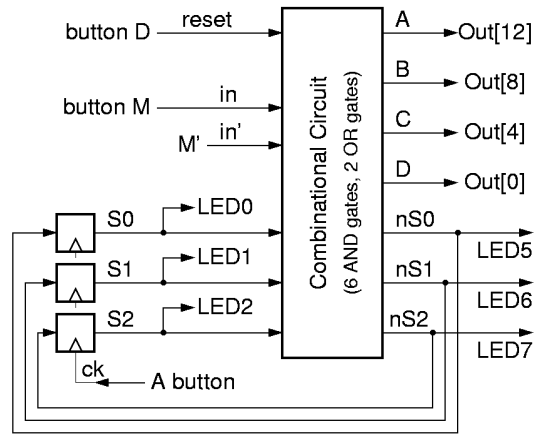 button D
reset
button M
in
M'
in'
Combinational Circuit
(6 AND gates, 2 OR gates)
A
Out[12]
B
Out[8]
C
Out[4]
D
Out[0]
S0
LED0
nS0
LED5
S1
LED1
nS1
LED6
S2
LED2
nS2
LED7
ck
A button